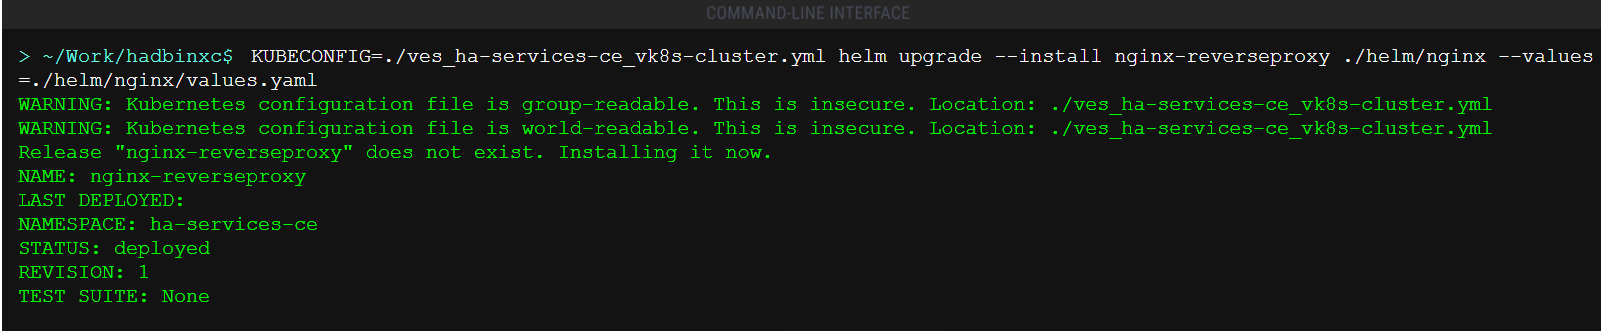 COMMAND-LINE INTERFACE
> ~/Work/hadbinxc$ KUBECONFIG=./ves_ha-services-ce_vk8s-cluster.yml helm upgrade --install nginx-reverseproxy ./helm/nginx --values
=./helm/nginx/values.yaml
WARNING: Kubernetes configuration file is group-readable. This is insecure. Location: ./ves_ha-services-ce_vk8s-cluster.yml
WARNING: Kubernetes configuration file is world-readable. This is insecure. Location: ./ves_ha-services-ce_vk8s-cluster.yml
Release "nginx-reverseproxy" does not exist. Installing it now.
NAME: nginx-reverseproxy
LAST DEPLOYED:
NAMESPACE: ha-services-ce
STATUS: deployed
REVISION: 1
TEST SUITE: None